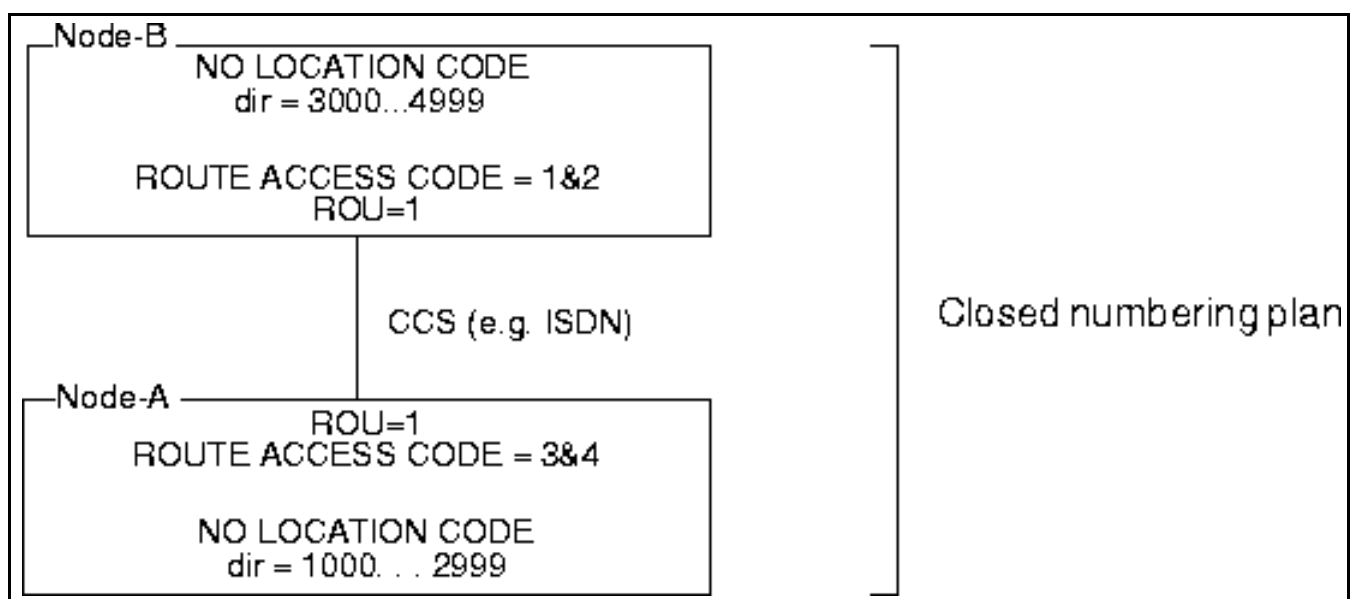 Node-B
NO LOCATION CODE
dir = 3000...4999
ROUTE ACCESS CODE = 1&2
ROU=1
CCS (e.g. ISDN)
Closed numbering plan
Node-A
ROU=1
ROUTE ACCESS CODE = 3&4
NO LOCATION CODE
dir = 1000. . . 2999